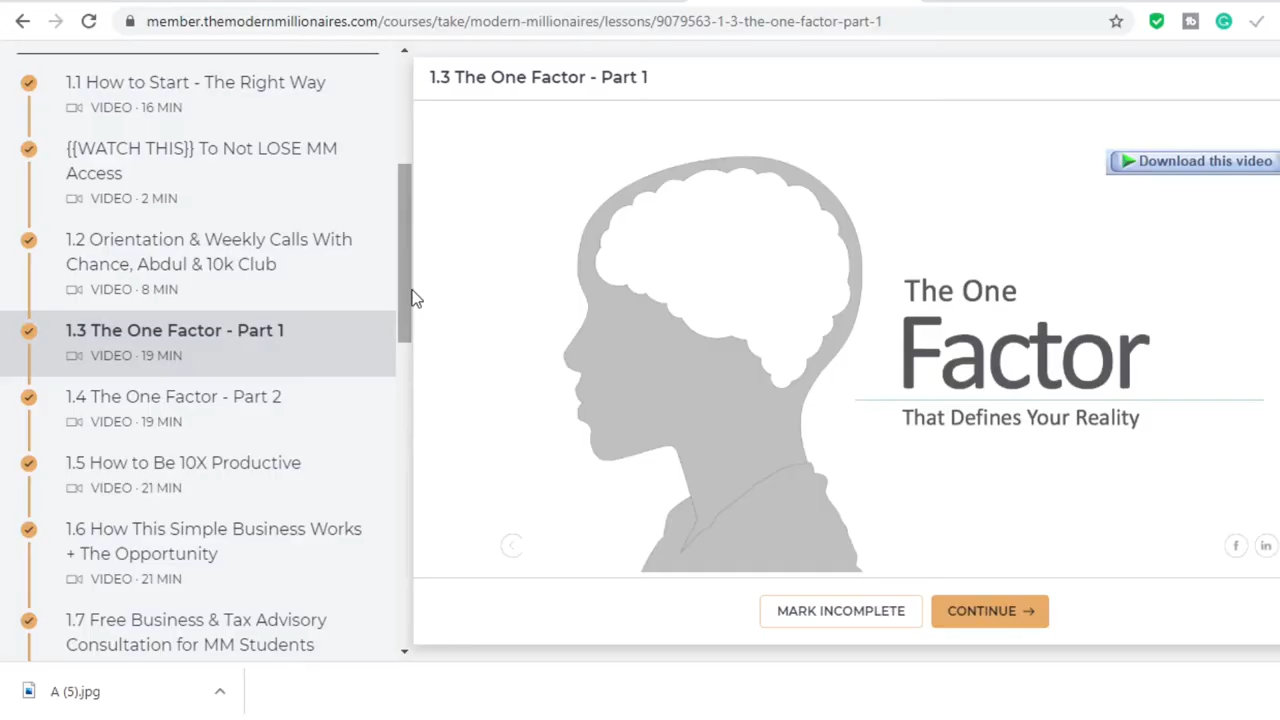 member.themodernmillionaires.com/courses/take/modern-millionaires/lessons/9079563-1-3-the-one-factor-part-1
1.1 How to Start - The Right Way
VIDEO · 16 MIN
{{WATCH THIS}} To Not LOSE MM
Access
VIDEO · 2 MIN
1.2 Orientation & Weekly Calls With
Chance, Abdul & 10k Club
VIDEO · 8 MIN
1.3 The One Factor - Part 1
VIDEO · 19 MIN
1.4 The One Factor - Part 2
VIDEO · 19 MIN
1.5 How to Be 10X Productive
VIDEO · 21 MIN
1.6 How This Simple Business Works
+ The Opportunity
VIDEO · 21 MIN
1.7 Free Business & Tax Advisory
Consultation for MM Students
1.3 The One Factor - Part 1
Download this video
The One
Factor
That Defines Your Reality
f
in
MARK INCOMPLETE
CONTINUE →
A (5).jpg